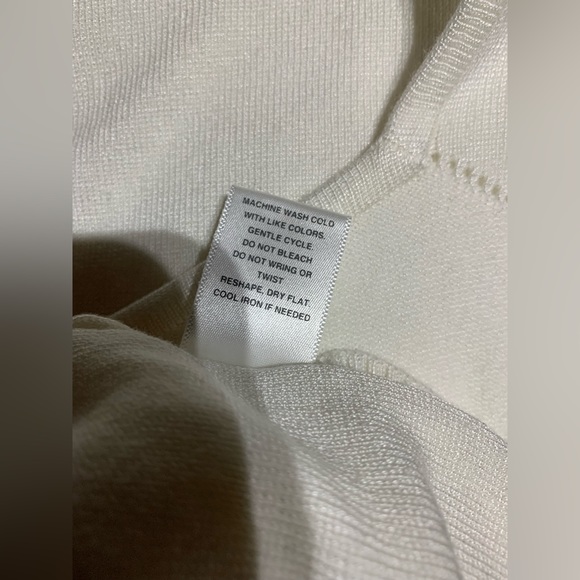 MACHINE WASH COLD
WITH LIKE COLORS.
GENTLE CYCLE.
DO NOT BLEACH
DO NOT WRING OR
TWIST
RESHAPE. DRY FLAT.
COOL IRON IF NEEDED